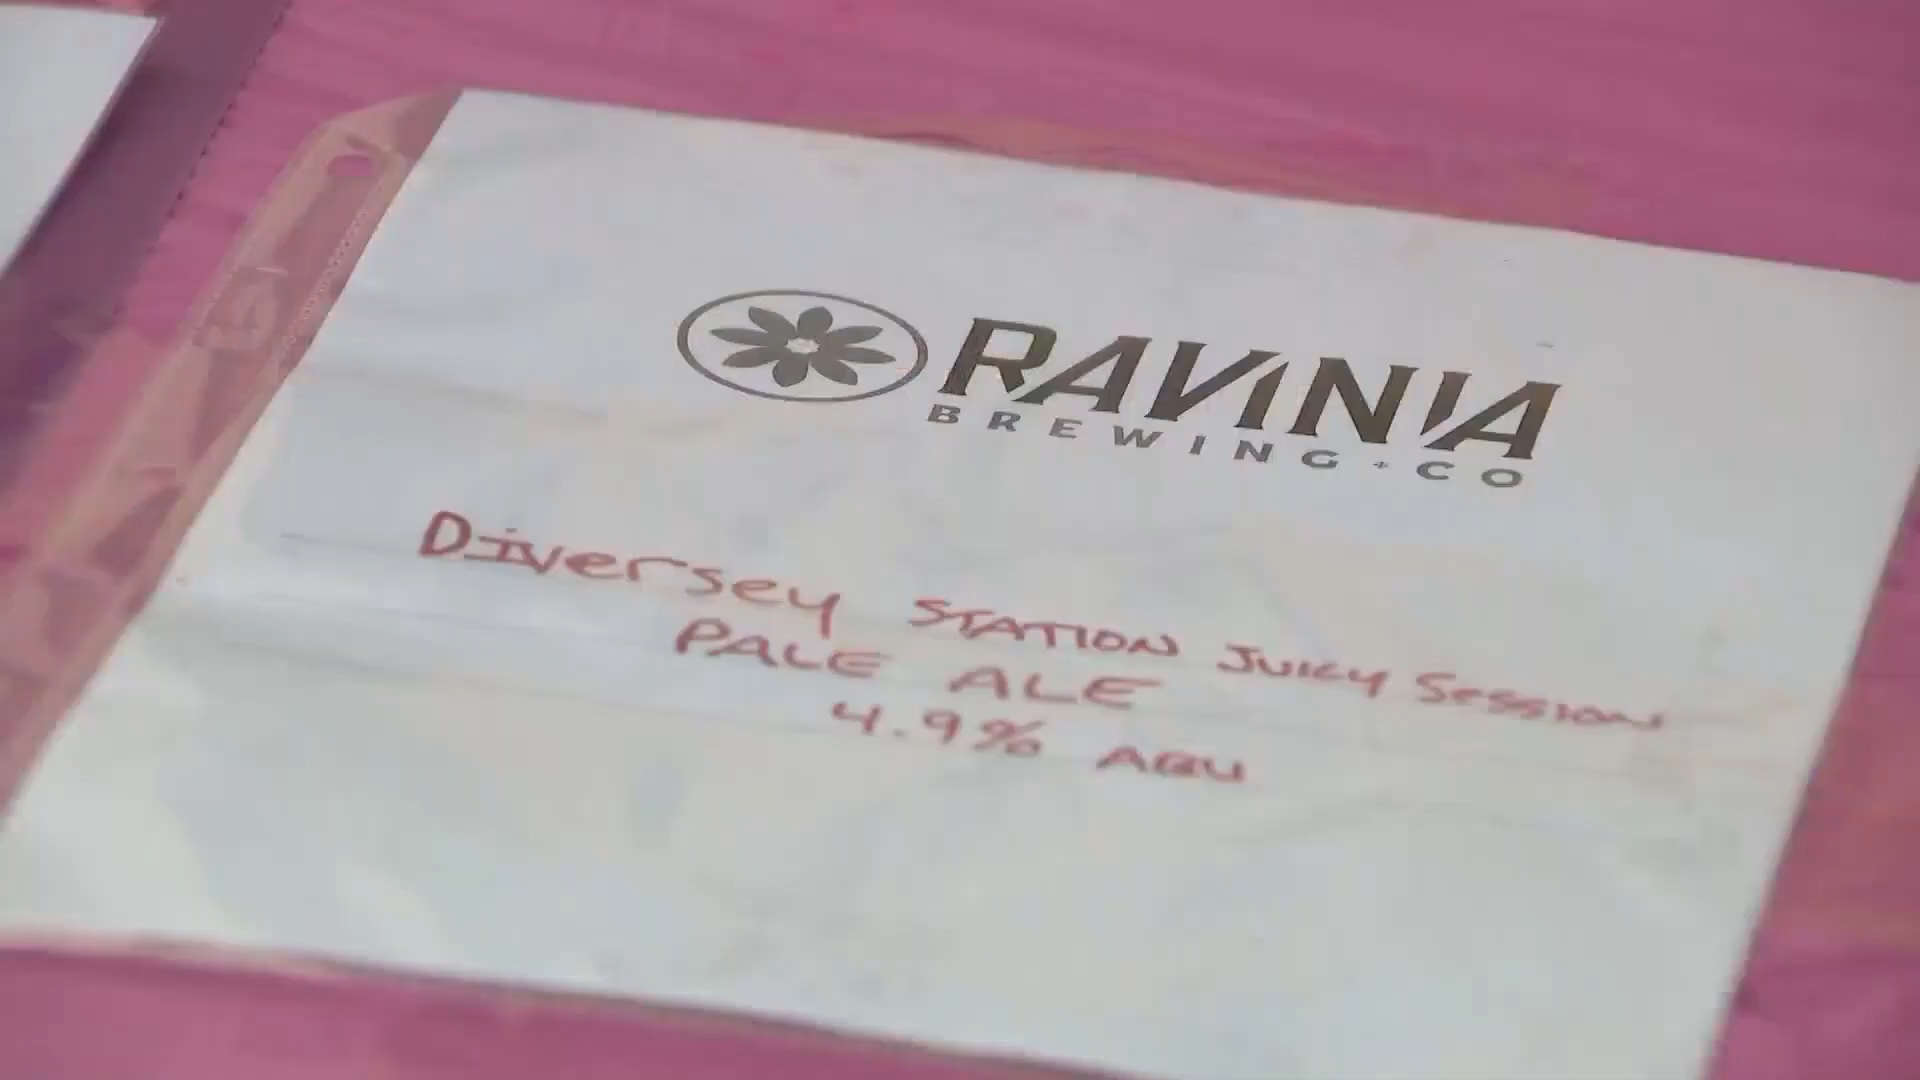 RAVINIA
BREWING + CO
Diversey STATION JUICY SESSION
PALE ALE
4.9% ABV